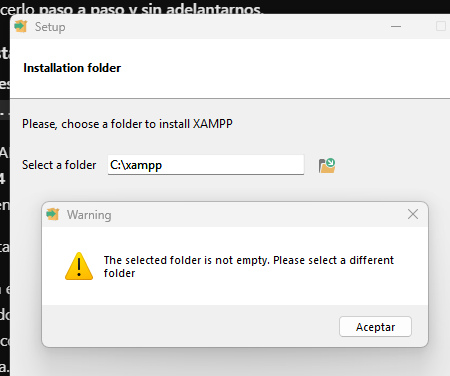 cerlo paso a paso y sin adelantarnos.
Setup
Installation folder
Please, choose a folder to install XAMPP
Select a folder C:\xampp
Warning
The selected folder is not empty. Please select a different
folder
Aceptar